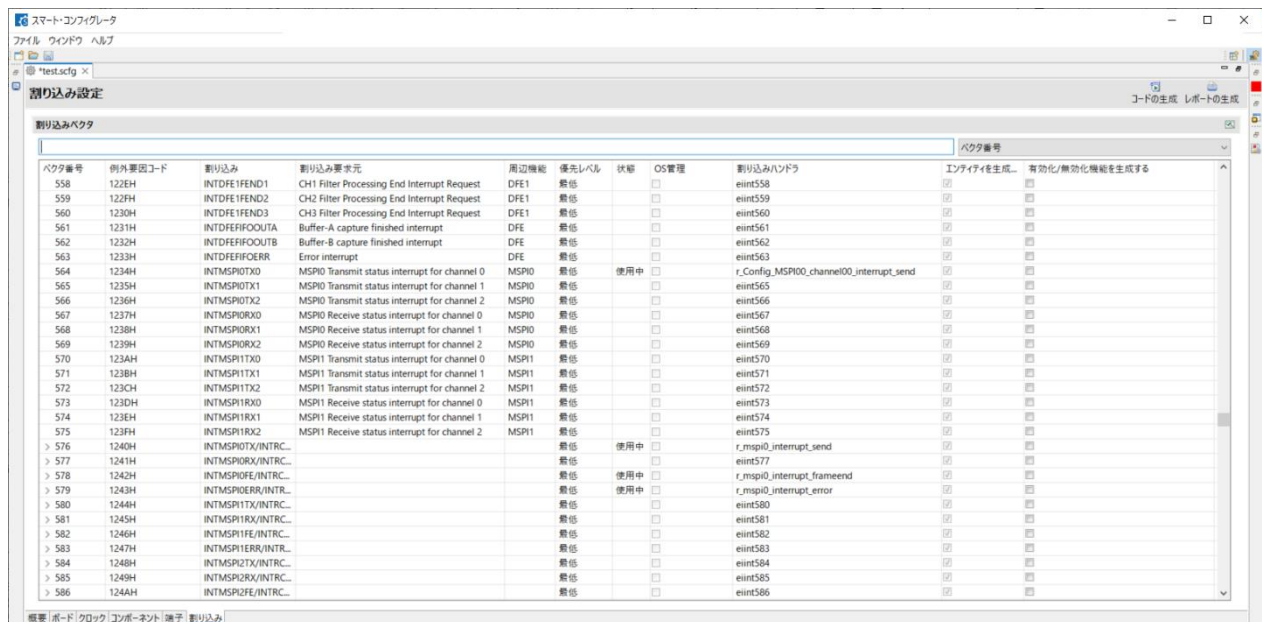 スマート・コンフィグレータ
ファイル ウィンドウ ヘルプ
*test.scfg
割り込み設定
コードの生成 レポートの生成
割り込みベクタ
ベクタ番号
ベクタ番号 例外要因コード 割り込み 割り込み要求元 周辺機能 優先レベル 状態 OS管理 割り込みハンドラ エンティティを生成... 有効化/無効化機能を生成する
558 122EH INTDFE1FEND1 CH1 Filter Processing End Interrupt Request DFE1 最低 eiint558
559 122FH INTDFE1FEND2 CH2 Filter Processing End Interrupt Request DFE1 最低 eiint559
560 1230H INTDFE1FEND3 CH3 Filter Processing End Interrupt Request DFE1 最低 eiint560
561 1231H INTDFEFIFOOUTA Buffer-A capture finished interrupt DFE 最低 eiint561
562 1232H INTDFEFIFOOUTB Buffer-B capture finished interrupt DFE 最低 eiint562
563 1233H INTDFEFIFOERR Error interrupt DFE 最低 eiint563
564 1234H INTMSPI0TX0 MSPI0 Transmit status interrupt for channel 0 MSPI0 最低 使用中 r_Config_MSPI00_channel00_interrupt_send
565 1235H INTMSPI0TX1 MSPI0 Transmit status interrupt for channel 1 MSPI0 最低 eiint565
566 1236H INTMSPI0TX2 MSPI0 Transmit status interrupt for channel 2 MSPI0 最低 eiint566
567 1237H INTMSPI0RX0 MSPI0 Receive status interrupt for channel 0 MSPI0 最低 eiint567
568 1238H INTMSPI0RX1 MSPI0 Receive status interrupt for channel 1 MSPI0 最低 eiint568
569 1239H INTMSPI0RX2 MSPI0 Receive status interrupt for channel 2 MSPI0 最低 eiint569
570 123AH INTMSPI1TX0 MSPI1 Transmit status interrupt for channel 0 MSPI1 最低 eiint570
571 123BH INTMSPI1TX1 MSPI1 Transmit status interrupt for channel 1 MSPI1 最低 eiint571
572 123CH INTMSPI1TX2 MSPI1 Transmit status interrupt for channel 2 MSPI1 最低 eiint572
573 123DH INTMSPI1RX0 MSPI1 Receive status interrupt for channel 0 MSPI1 最低 eiint573
574 123EH INTMSPI1RX1 MSPI1 Receive status interrupt for channel 1 MSPI1 最低 eiint574
575 123FH INTMSPI1RX2 MSPI1 Receive status interrupt for channel 2 MSPI1 最低 eiint575
576 1240H INTMSPI0TX/INTRC... 最低 使用中 r_mspi0_interrupt_send
577 1241H INTMSPI0RX/INTRC... 最低 eiint577
578 1242H INTMSPI0FE/INTRC... 最低 使用中 r_mspi0_interrupt_frameend
579 1243H INTMSPI0ERR/INTR... 最低 使用中 r_mspi0_interrupt_error
580 1244H INTMSPI1TX/INTRC... 最低 eiint580
581 1245H INTMSPI1RX/INTRC... 最低 eiint581
582 1246H INTMSPI1FE/INTRC... 最低 eiint582
583 1247H INTMSPI1ERR/INTR... 最低 eiint583
584 1248H INTMSPI2TX/INTRC... 最低 eiint584
585 1249H INTMSPI2RX/INTRC... 最低 eiint585
586 124AH INTMSPI2FE/INTRC... 最低 eiint586
概要 ボード クロック コンポーネント 端子 割り込み